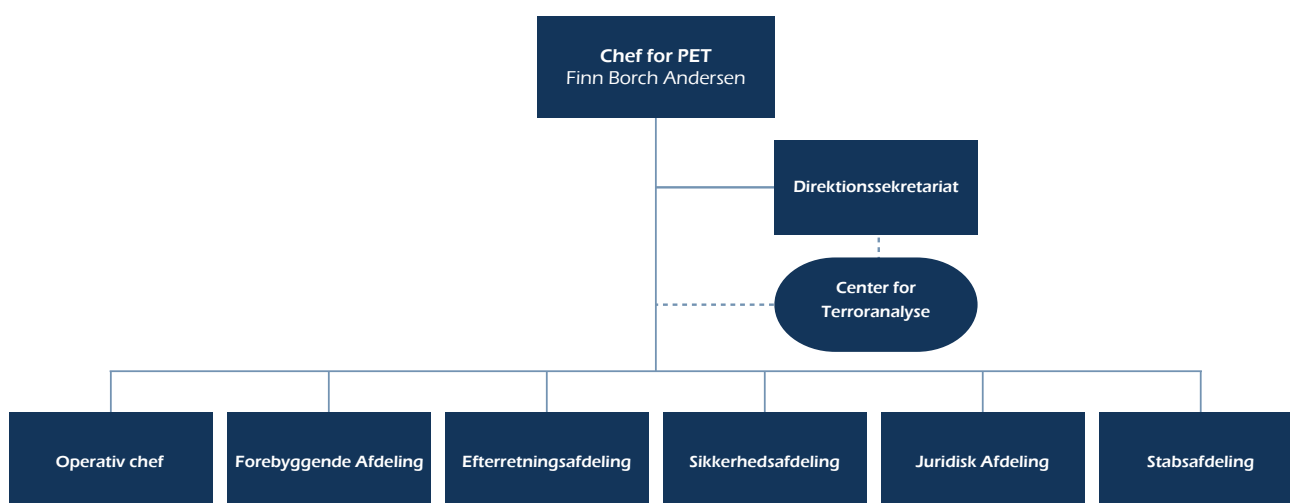 Chef for PET
Finn Borch Andersen
Direktionssekretariat
Center for
Terroranalyse
Operativ chef
Forebyggende Afdeling
Efterretningsafdeling
Sikkerhedsafdeling
Juridisk Afdeling
Stabsafdeling